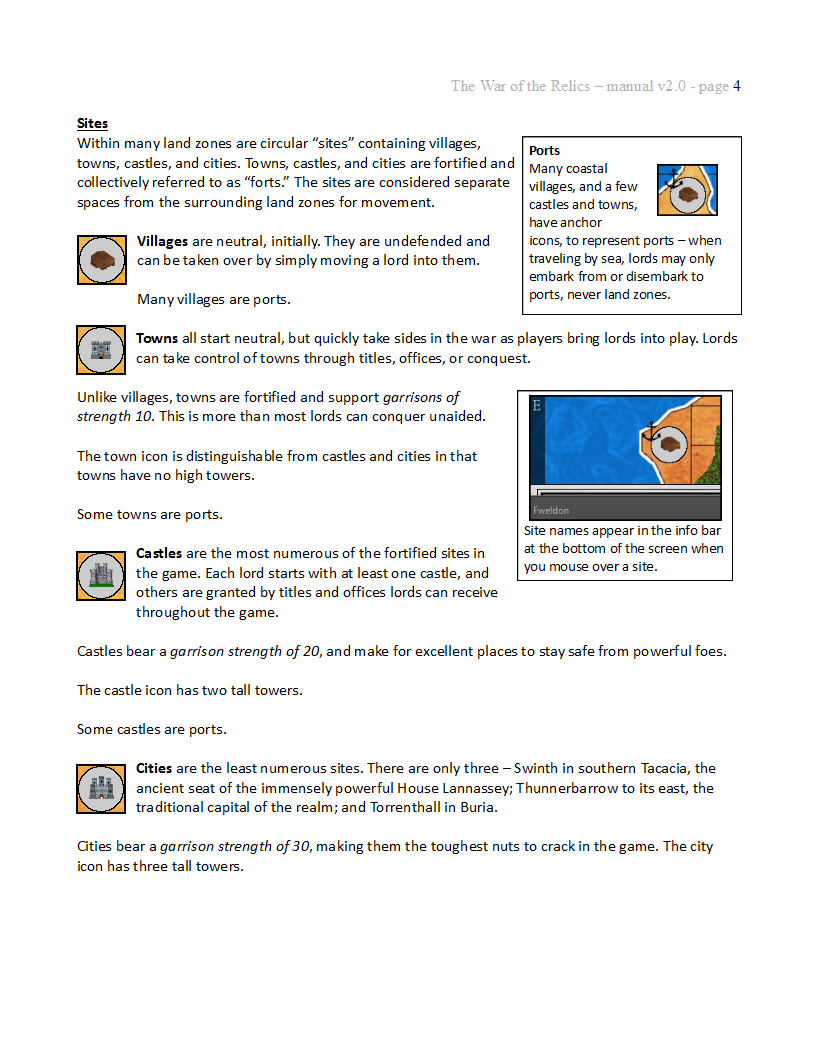 The War of the Relics – manual v2.0 - page 4
Sites
Within many land zones are circular “sites” containing villages,
towns, castles, and cities. Towns, castles, and cities are fortified and
collectively referred to as “forts.” The sites are considered separate
spaces from the surrounding land zones for movement.
Ports
Many coastal
villages, and a few
castles and towns,
have anchor
icons, to represent ports – when
traveling by sea, lords may only
embark from or disembark to
ports, never land zones.
Villages are neutral, initially. They are undefended and
can be taken over by simply moving a lord into them.
Many villages are ports.
Towns all start neutral, but quickly take sides in the war as players bring lords into play. Lords
can take control of towns through titles, offices, or conquest.
Unlike villages, towns are fortified and support garrisons of
strength 10. This is more than most lords can conquer unaided.
The town icon is distinguishable from castles and cities in that
towns have no high towers.
Some towns are ports.
E
Fweldon
Site names appear in the info bar
at the bottom of the screen when
you mouse over a site.
Castles are the most numerous of the fortified sites in
the game. Each lord starts with at least one castle, and
others are granted by titles and offices lords can receive
throughout the game.
Castles bear a garrison strength of 20, and make for excellent places to stay safe from powerful foes.
The castle icon has two tall towers.
Some castles are ports.
Cities are the least numerous sites. There are only three – Swinth in southern Tacacia, the
ancient seat of the immensely powerful House Lannassey; Thunnerbarrow to its east, the
traditional capital of the realm; and Torrenthall in Buria.
Cities bear a garrison strength of 30, making them the toughest nuts to crack in the game. The city
icon has three tall towers.